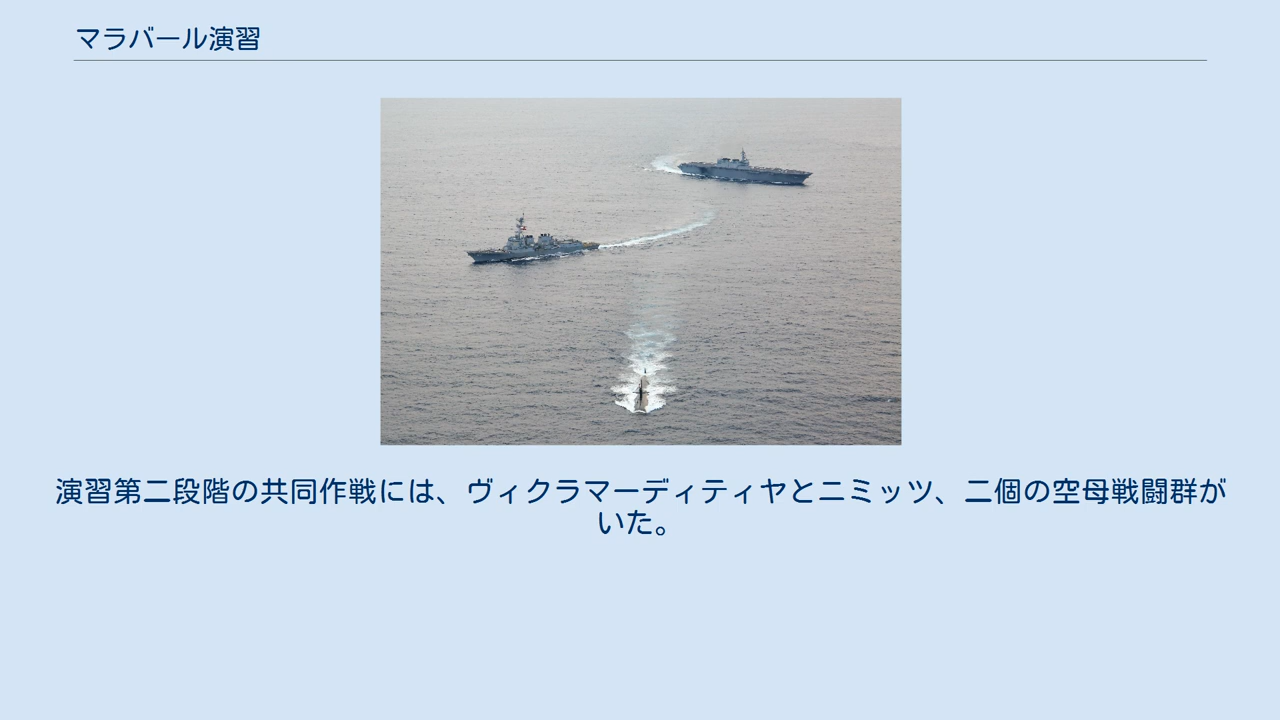 マラバール演習
演習第二段階の共同作戦には、ヴィクラマーディティヤとニミッツ、二個の空母戦闘群が
いた。